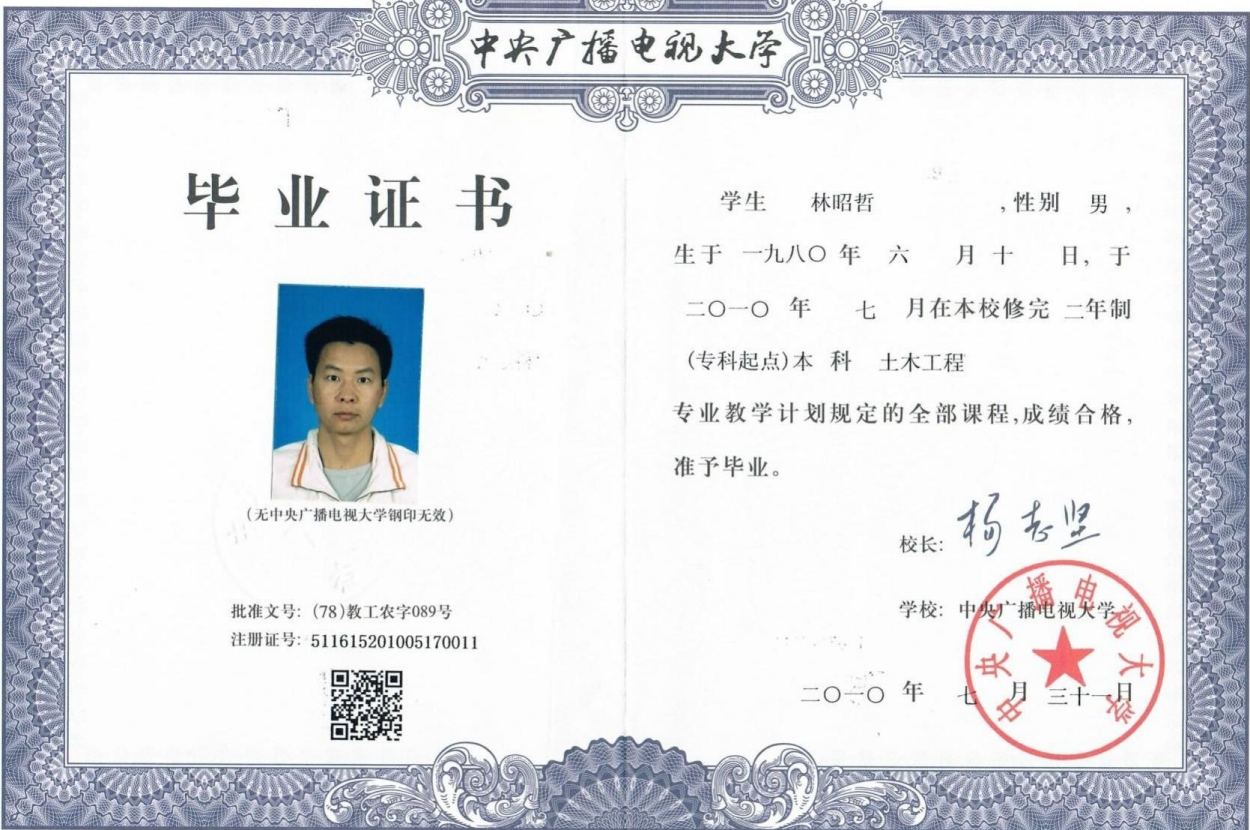 中央广播电视大学
毕业证书
(无中央广播电视大学钢印无效)
批准文号: (78)教工农字089号
注册证号: 511615201005170011
学生 林昭哲 ,性别 男 ,
生于 一九八〇 年 六 月 十 日, 于
二〇一〇 年 七 月在本校修完 二年制
(专科起点)本 科 土木工程
专业教学计划规定的全部课程,成绩合格,
准予毕业。
校长: 杨志坚
学校: 中央广播电视大学
二〇一〇 年 七 月 三十一日
中央广播电视大学